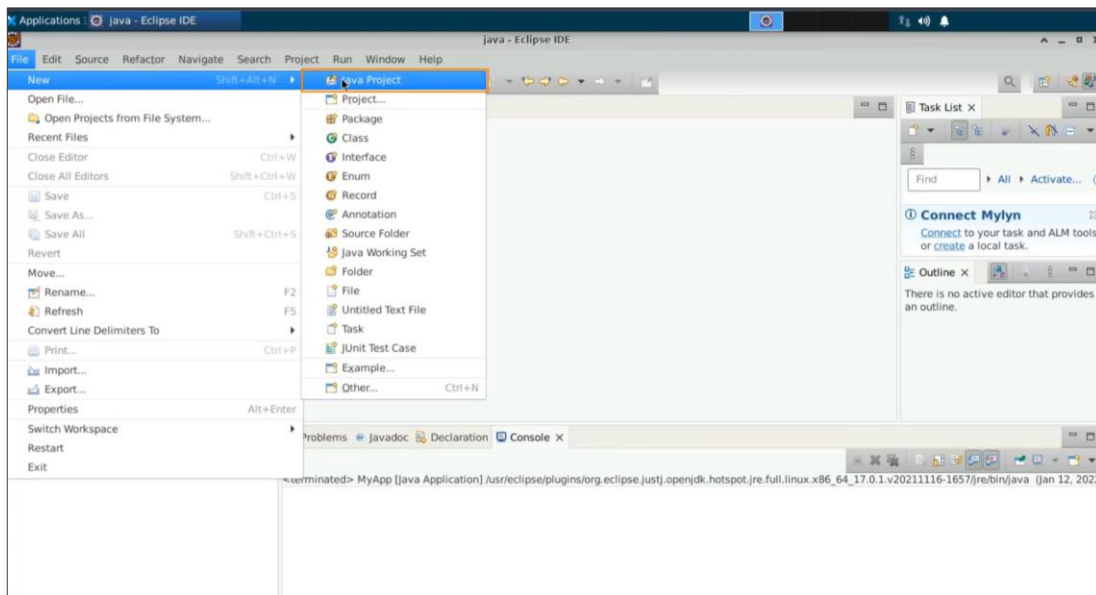 Applications java - Eclipse IDE
java - Eclipse IDE
File Edit Source Refactor Navigate Search Project Run Window Help
New Shift+Alt+N
Open File...
Open Projects from File System...
Recent Files
Close Editor Ctrl+W
Close All Editors Shift+Ctrl+W
Save Ctrl+S
Save As...
Save All Shift+Ctrl+S
Revert
Move...
Rename... F2
Refresh F5
Convert Line Delimiters To
Print... Ctrl+P
Import...
Export...
Properties Alt+Enter
Switch Workspace
Restart
Exit
Java Project
Project...
Package
Class
Interface
Enum
Record
Annotation
Source Folder
Java Working Set
Folder
File
Untitled Text File
Task
JUnit Test Case
Example...
Other... Ctrl+N
Task List
Find All Activate...
Connect Mylyn
Connect to your task and ALM tools
or create a local task.
Outline
There is no active editor that provides
an outline.
Problems Javadoc Declaration Console
<terminated> MyApp [Java Application] /usr/eclipse/plugins/org.eclipse.justj.openjdk.hotspot.jre.full.linux.x86_64_17.0.1.v20211116-1657/jre/bin/java (Jan 12, 202